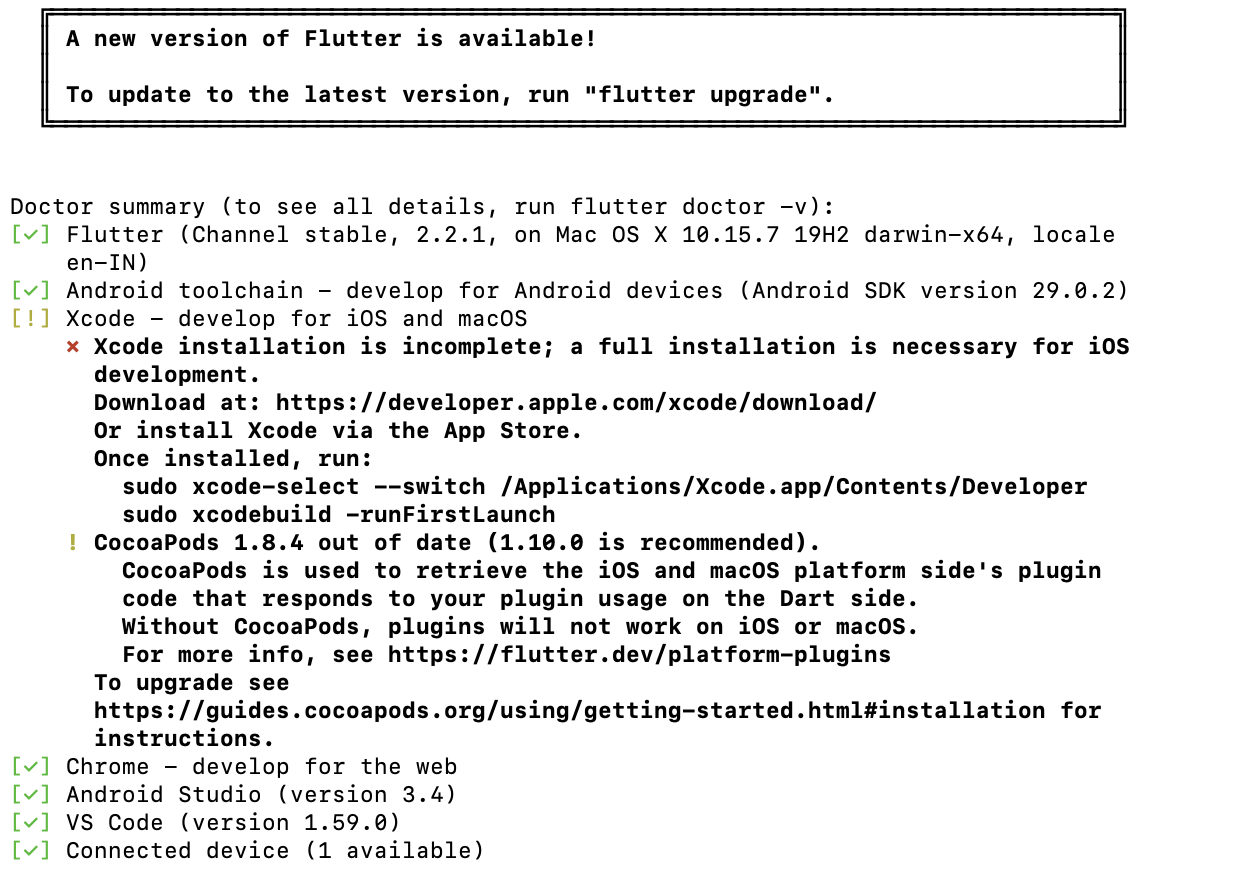 A new version of Flutter is available!
To update to the latest version, run "flutter upgrade".
Doctor summary (to see all details, run flutter doctor -v):
[✓] Flutter (Channel stable, 2.2.1, on Mac OS X 10.15.7 19H2 darwin-x64, locale
en-IN)
[✓] Android toolchain - develop for Android devices (Android SDK version 29.0.2)
[!] Xcode - develop for iOS and macOS
✗ Xcode installation is incomplete; a full installation is necessary for iOS
development.
Download at: https://developer.apple.com/xcode/download/
Or install Xcode via the App Store.
Once installed, run:
sudo xcode-select --switch /Applications/Xcode.app/Contents/Developer
sudo xcodebuild -runFirstLaunch
! CocoaPods 1.8.4 out of date (1.10.0 is recommended).
CocoaPods is used to retrieve the iOS and macOS platform side's plugin
code that responds to your plugin usage on the Dart side.
Without CocoaPods, plugins will not work on iOS or macOS.
For more info, see https://flutter.dev/platform-plugins
To upgrade see
https://guides.cocoapods.org/using/getting-started.html#installation for
instructions.
[✓] Chrome - develop for the web
[✓] Android Studio (version 3.4)
[✓] VS Code (version 1.59.0)
[✓] Connected device (1 available)